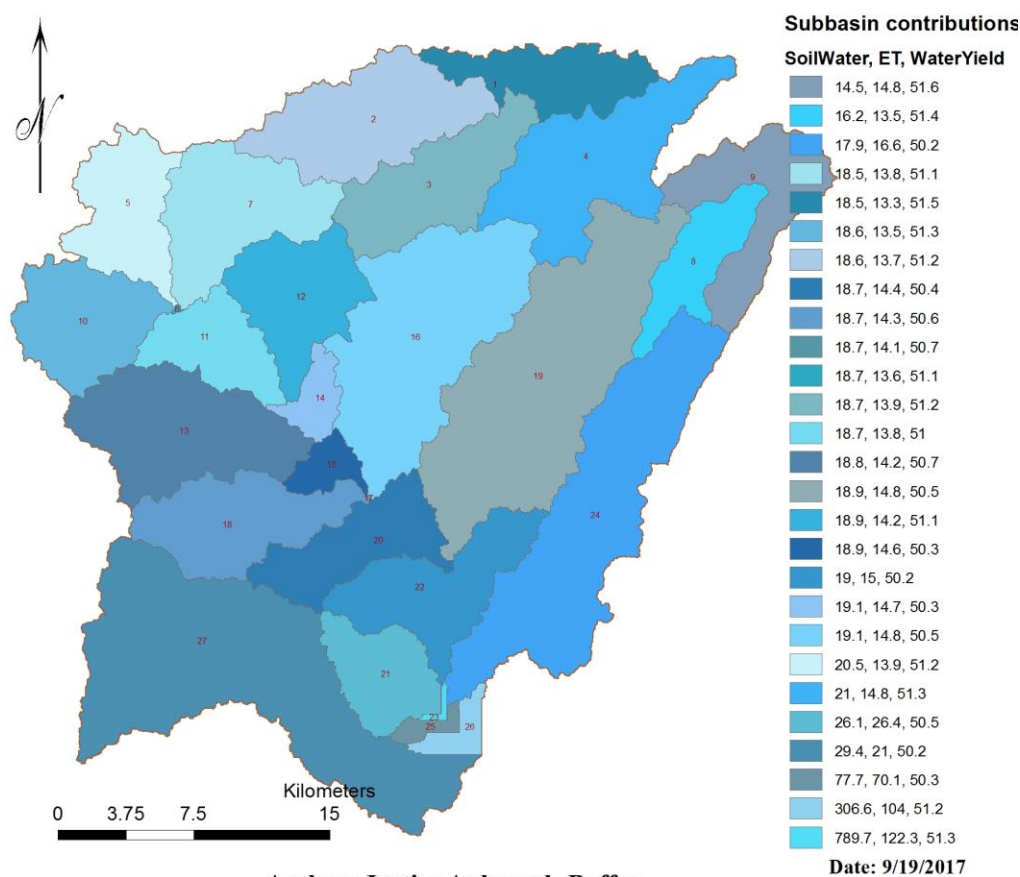 Subbasin contributions
SoilWater, ET, WaterYield
14.5, 14.8, 51.6
16.2, 13.5, 51.4
17.9, 16.6, 50.2
18.5, 13.8, 51.1
18.5, 13.3, 51.5
18.6, 13.5, 51.3
18.6, 13.7, 51.2
18.7, 14.4, 50.4
18.7, 14.3, 50.6
18.7, 14.1, 50.7
18.7, 13.6, 51.1
18.7, 13.9, 51.2
18.7, 13.8, 51
18.8, 14.2, 50.7
18.9, 14.8, 50.5
18.9, 14.2, 51.1
18.9, 14.6, 50.3
19, 15, 50.2
19.1, 14.7, 50.3
19.1, 14.8, 50.5
20.5, 13.9, 51.2
21, 14.8, 51.3
26.1, 26.4, 50.5
29.4, 21, 50.2
77.7, 70.1, 50.3
306.6, 104, 51.2
789.7, 122.3, 51.3
Date: 9/19/2017
N
1
2
3
4
5
7
9
8
12
10
11
16
14
19
13
15
18
20
24
22
27
21
23
25
26
Kilometers
0 3.75 7.5 15